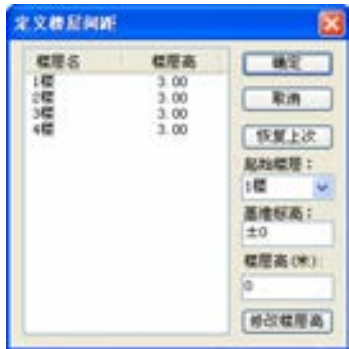 定义楼层间距
楼层名 楼层高
1楼 3.00
2楼 3.00
3楼 3.00
4楼 3.00
确定
取消
恢复上次
起始楼层：
1楼
基准标高：
±0
楼层高(米)：
0
修改楼层高